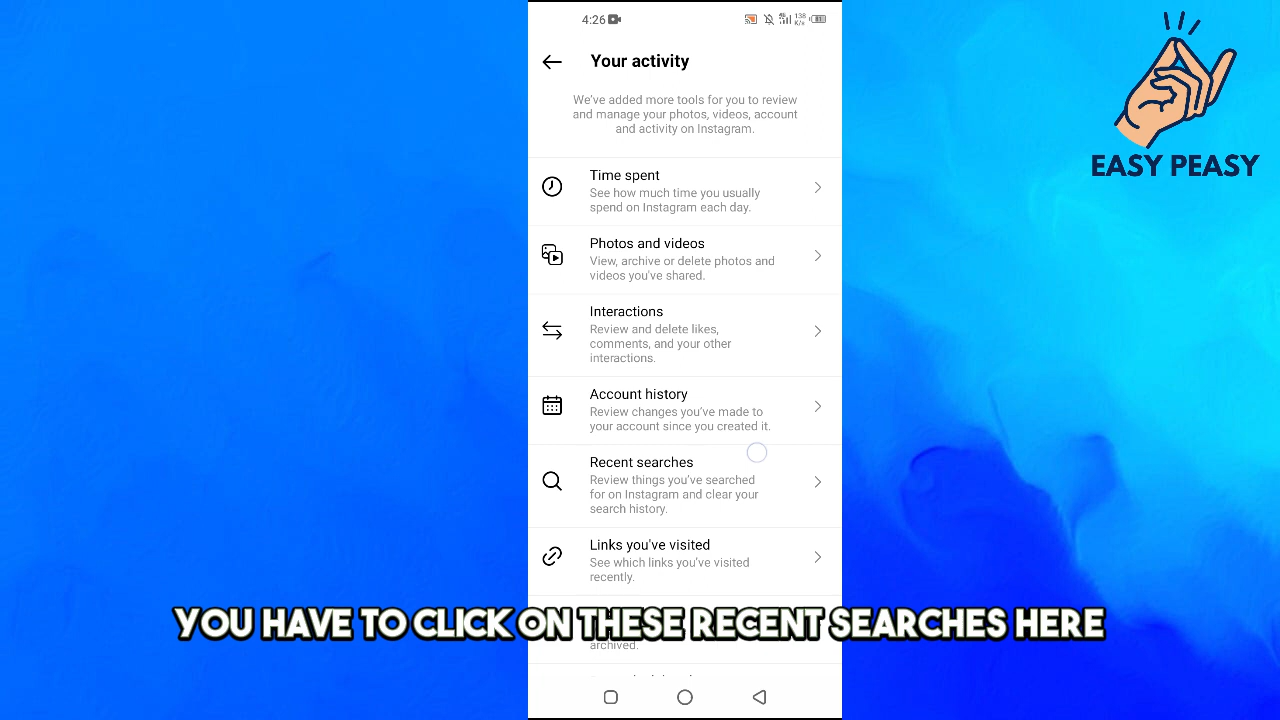 4:26
138
K/s
Your activity
We've added more tools for you to review
and manage your photos, videos, account
and activity on Instagram.
EASY PEASY
Time spent
See how much time you usually
spend on Instagram each day.
Photos and videos
View, archive or delete photos and
videos you've shared.
Interactions
Review and delete likes,
comments, and your other
interactions.
Account history
Review changes you've made to
your account since you created it.
Recent searches
Review things you've searched
for on Instagram and clear your
search history.
Links you've visited
See which links you've visited
recently.
YOU HAVE TO CLICK ON THESE RECENT SEARCHES HERE
archived.